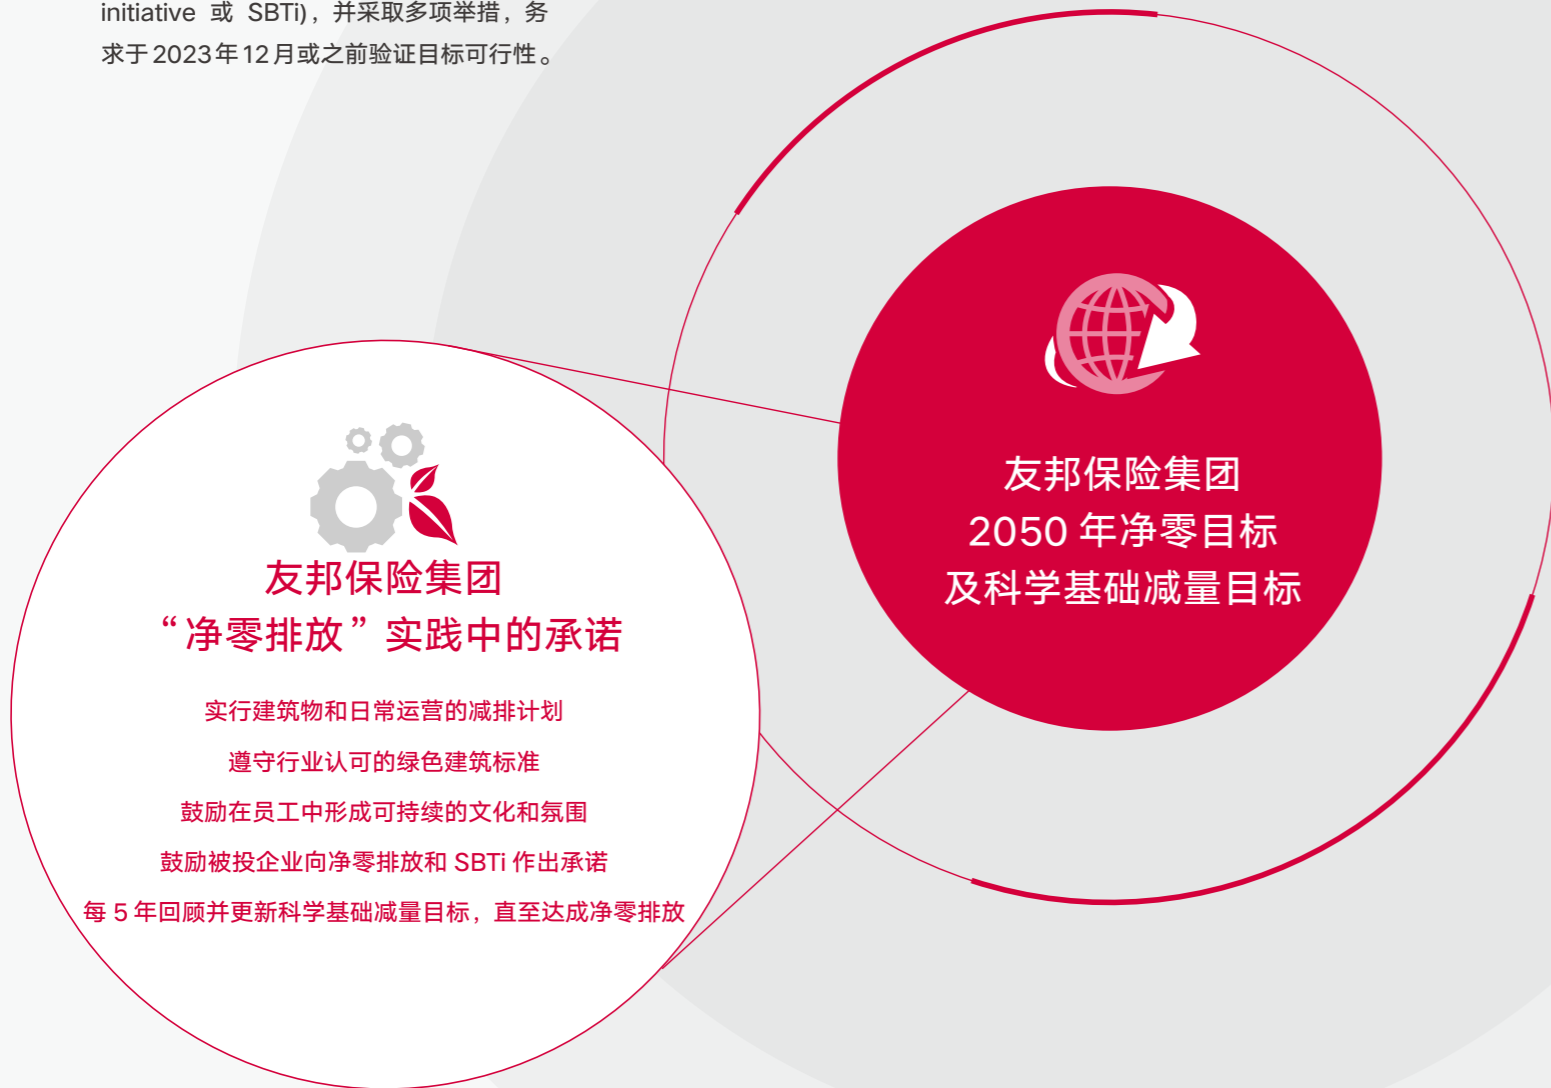 initiative 或 SBTi)，并采取多项举措，务
求于2023年12月或之前验证目标可行性。
友邦保险集团
2050 年净零目标
及科学基础减量目标
友邦保险集团
“净零排放”实践中的承诺
实行建筑物和日常运营的减排计划
遵守行业认可的绿色建筑标准
鼓励在员工中形成可持续的文化和氛围
鼓励被投企业向净零排放和 SBTi 作出承诺
每 5 年回顾并更新科学基础减量目标，直至达成净零排放